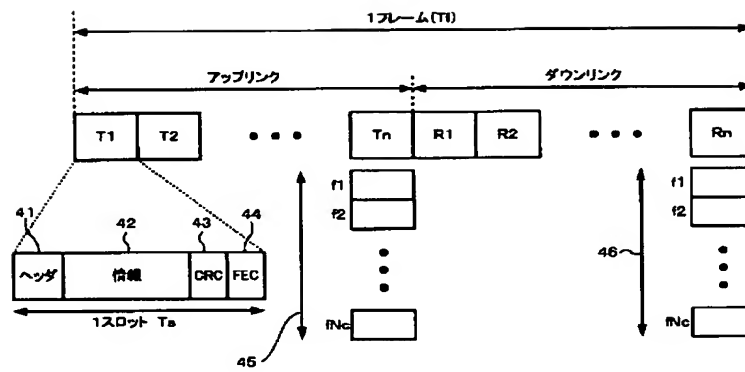 1フレーム(Tf)
アップリンク
ダウンリンク
T1
T2
Tn
R1
R2
Rn
f1
f2
fNc
f1
f2
fNc
41
42
43
44
ヘッダ
情報
CRC
FEC
1スロット Ts
45
46